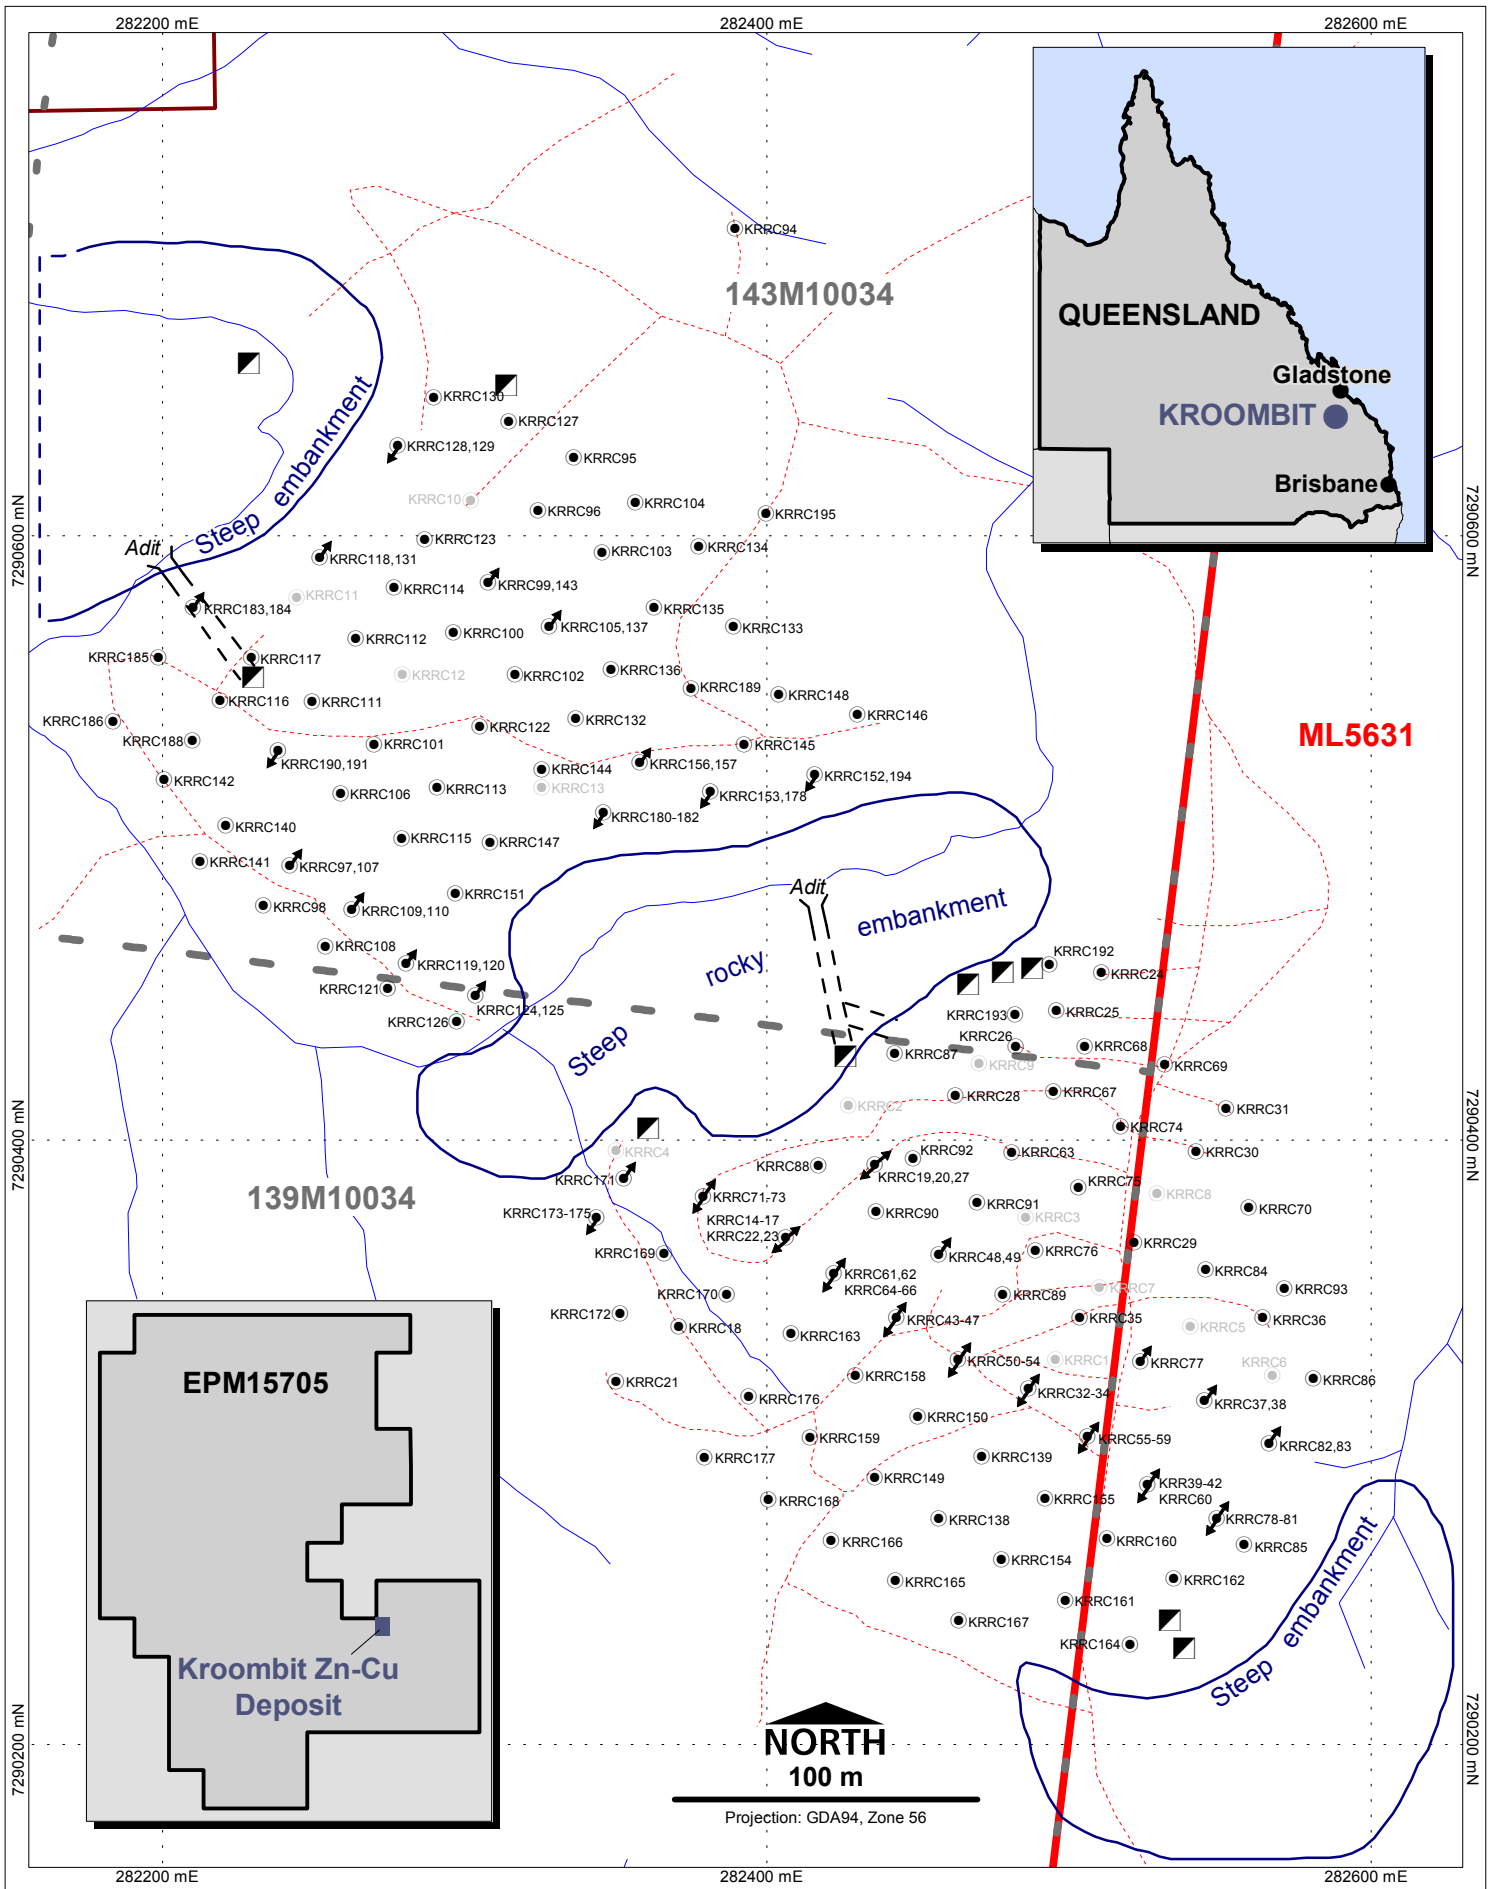 282200 mE
282400 mE
282600 mE
KRRC94
143M10034
QUEENSLAND
Gladstone
KROOMBIT
Brisbane
Steep embankment
KRRC130
KRRC127
KRRC128,129
KRRC95
KRRC10
KRRC104
KRRC96
KRRC195
7290600 mN
7290600 mN
Adit
KRRC123
KRRC103
KRRC134
KRRC118,131
KRRC99,143
KRRC114
KRRC11
KRRC183,184
KRRC135
KRRC105,137
KRRC133
KRRC112
KRRC100
KRRC185
KRRC117
KRRC12
KRRC102
KRRC136
KRRC189
KRRC148
KRRC116
KRRC111
KRRC186
KRRC122
KRRC132
KRRC146
ML5631
KRRC188
KRRC101
KRRC145
KRRC190,191
KRRC156,157
KRRC144
KRRC142
KRRC152,194
KRRC106
KRRC113
KRRC13
KRRC153,178
KRRC180-182
KRRC140
KRRC115
KRRC147
KRRC141
KRRC97,107
KRRC151
Adit
KRRC98
KRRC109,110
embankment
KRRC108
KRRC192
KRRC119,120
rocky
KRRC24
KRRC121
KRRC124,125
KRRC193
KRRC25
KRRC126
Steep
KRRC26
KRRC68
KRRC87
KRRC9
KRRC69
KRRC28
KRRC67
KRRC2
KRRC31
KRRC74
7290400 mN
7290400 mN
KRRC4
KRRC92
KRRC63
KRRC30
KRRC88
KRRC19,20,27
KRRC171
KRRC75
139M10034
KRRC71-73
KRRC8
KRRC91
KRRC70
KRRC173-175
KRRC14-17
KRRC22,23
KRRC90
KRRC3
KRRC29
KRRC169
KRRC48,49
KRRC76
KRRC61,62
KRRC64-66
KRRC84
KRRC7
KRRC93
KRRC170
KRRC89
KRRC172
KRRC43-47
KRRC35
KRRC36
KRRC18
KRRC163
KRRC5
KRRC50-54
KRRC1
KRRC77
KRRC6
EPM15705
KRRC21
KRRC158
KRRC86
KRRC176
KRRC32-34
KRRC37,38
KRRC150
KRRC159
KRRC55-59
KRRC82,83
KRRC177
KRRC139
KRRC149
KRR39-42
KRRC60
KRRC168
KRRC155
KRRC138
KRRC78-81
KRRC166
KRRC160
KRRC85
KRRC154
KRRC165
KRRC162
KRRC161
KRRC167
KRRC164
Steep embankment
Kroombit Zn-Cu
Deposit
7290200 mN
7290200 mN
NORTH
100 m
Projection: GDA94, Zone 56
282200 mE
282400 mE
282600 mE